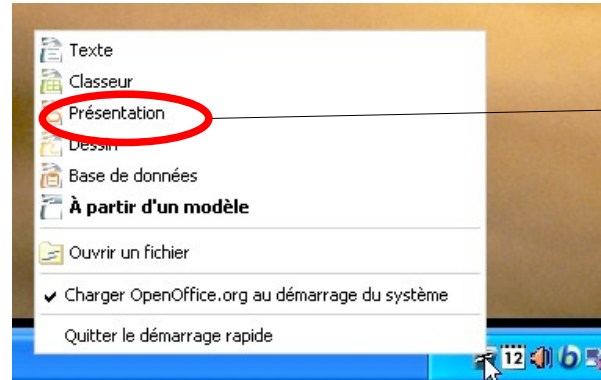 Texte
Classeur
Présentation
Dessin
Base de données
À partir d'un modèle
Ouvrir un fichier
Charger OpenOffice.org au démarrage du système
Quitter le démarrage rapide
12